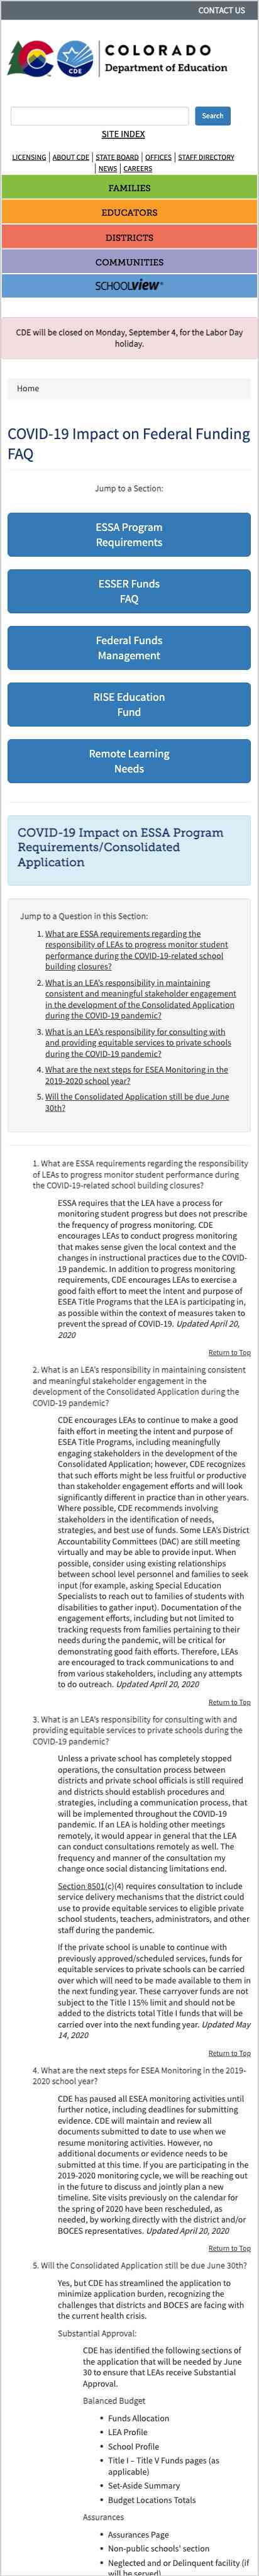 CONTACT US
COLORADO
Department of Education
CDE
Search
SITE INDEX
LICENSING | ABOUT CDE | STATE BOARD | OFFICES | STAFF DIRECTORY
| NEWS | CAREERS
FAMILIES
EDUCATORS
DISTRICTS
COMMUNITIES
SCHOOLVIEW®
CDE will be closed on Monday, September 4, for the Labor Day
holiday.
Home
COVID-19 Impact on Federal Funding
FAQ
Jump to a Section:
ESSA Program
Requirements
ESSER Funds
FAQ
Federal Funds
Management
RISE Education
Fund
Remote Learning
Needs
COVID-19 Impact on ESSA Program
Requirements/Consolidated
Application
Jump to a Question in this Section:
1. What are ESSA requirements regarding the
responsibility of LEAs to progress monitor student
performance during the COVID-19-related school
building closures?
2. What is an LEA's responsibility in maintaining
consistent and meaningful stakeholder engagement
in the development of the Consolidated Application
during the COVID-19 pandemic?
3. What is an LEA's responsibility for consulting with
and providing equitable services to private schools
during the COVID-19 pandemic?
4. What are the next steps for ESEA Monitoring in the
2019-2020 school year?
5. Will the Consolidated Application still be due June
30th?
1. What are ESSA requirements regarding the responsibility
of LEAs to progress monitor student performance during
the COVID-19-related school building closures?
ESSA requires that the LEA have a process for
monitoring student progress but does not prescribe
the frequency of progress monitoring. CDE
encourages LEAs to conduct progress monitoring
that makes sense given the local context and the
changes in instructional practices due to the COVID-
19 pandemic. In addition to progress monitoring
requirements, CDE encourages LEAs to exercise a
good faith effort to meet the intent and purpose of
ESEA Title Programs that the LEA is participating in,
as possible within the context of measures taken to
prevent the spread of COVID-19. Updated April 20,
2020
Return to Top
2. What is an LEA's responsibility in maintaining consistent
and meaningful stakeholder engagement in the
development of the Consolidated Application during the
COVID-19 pandemic?
CDE encourages LEAs to continue to make a good
faith effort in meeting the intent and purpose of
ESEA Title Programs, including meaningfully
engaging stakeholders in the development of the
Consolidated Application; however, CDE recognizes
that such efforts might be less fruitful or productive
than stakeholder engagement efforts and will look
significantly different in practice than in other years.
Where possible, CDE recommends involving
stakeholders in the identification of needs,
strategies, and best use of funds. Some LEA's District
Accountability Committees (DAC) are still meeting
virtually and may be able to provide input. When
possible, consider using existing relationships
between school level personnel and families to seek
input (for example, asking Special Education
Specialists to reach out to families of students with
disabilities to gather input). Documentation of the
engagement efforts, including but not limited to
tracking requests from families pertaining to their
needs during the pandemic, will be critical for
demonstrating good faith efforts. Therefore, LEAs
are encouraged to track communications to and
from various stakeholders, including any attempts
to do outreach. Updated April 20, 2020
Return to Top
3. What is an LEA's responsibility for consulting with and
providing equitable services to private schools during the
COVID-19 pandemic?
Unless a private school has completely stopped
operations, the consultation process between
districts and private school officials is still required
and districts should establish procedures and
strategies, including a communication process, that
will be implemented throughout the COVID-19
pandemic. If an LEA is holding other meetings
remotely, it would appear in general that the LEA
can conduct consultations remotely as well. The
frequency and manner of the consultation my
change once social distancing limitations end.
Section 8501(c)(4) requires consultation to include
service delivery mechanisms that the district could
use to provide equitable services to eligible private
school students, teachers, administrators, and other
staff during the pandemic.
If the private school is unable to continue with
previously approved/scheduled services, funds for
equitable services to private schools can be carried
over which will need to be made available to them in
the next funding year. These carryover funds are not
subject to the Title I 15% limit and should not be
added to the districts total Title I funds that will be
carried over into the next funding year. Updated May
14, 2020
Return to Top
4. What are the next steps for ESEA Monitoring in the 2019-
2020 school year?
CDE has paused all ESEA monitoring activities until
further notice, including deadlines for submitting
evidence. CDE will maintain and review all
documents submitted to date to use when we
resume monitoring activities. However, no
additional documents or evidence needs to be
submitted at this time. If you are participating in the
2019-2020 monitoring cycle, we will be reaching out
in the future to discuss and jointly plan a new
timeline. Site visits previously on the calendar for
the spring of 2020 have been rescheduled, as
needed, by working directly with the district and/or
BOCES representatives. Updated April 20, 2020
Return to Top
5. Will the Consolidated Application still be due June 30th?
Yes, but CDE has streamlined the application to
minimize application burden, recognizing the
challenges that districts and BOCES are facing with
the current health crisis.
Substantial Approval:
CDE has identified the following sections of
the application that will be needed by June
30 to ensure that LEAs receive Substantial
Approval.
Balanced Budget
• Funds Allocation
• LEA Profile
• School Profile
• Title I – Title V Funds pages (as
applicable)
• Set-Aside Summary
• Budget Locations Totals
Assurances
• Assurances Page
• Non-public schools' section
• Neglected and or Delinquent facility (if
will be served)